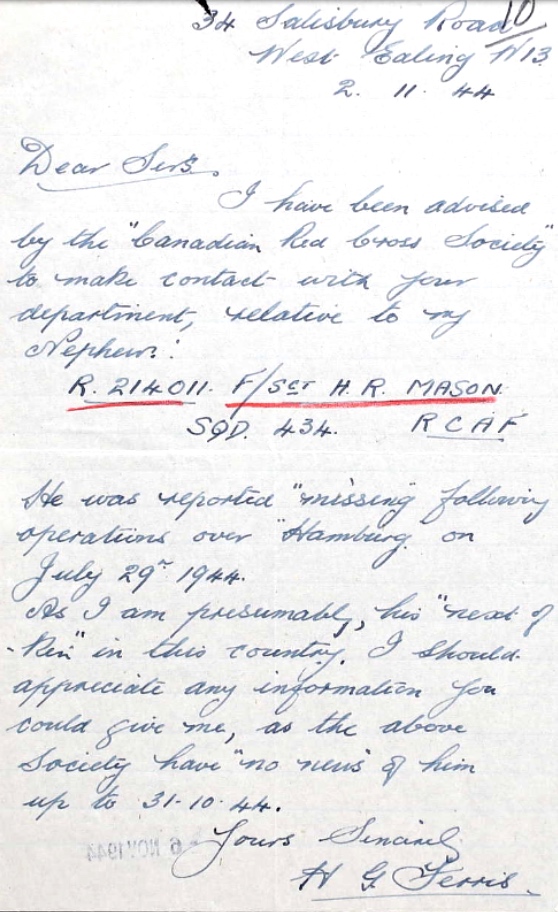 10
34 Salisbury Road
West Ealing W13
2. 11. 44
Dear Sirs.
I have been advised
by the "Canadian Red Cross Society"
to make contact with your
department, relative to my
Nephew:
R. 214011. F/SGT H. R. MASON.
SQD. 434. RCAF
He was reported "missing" following
operations over "Hamburg" on
July 29th 1944.
As I am presumably, his "next of
Kin" in this country. I should
appreciate any information you
could give me, as the above
Society have "no news" of him
up to 31-10-44.
Yours Sincerely
6 NOV 1944
H G Ferris.